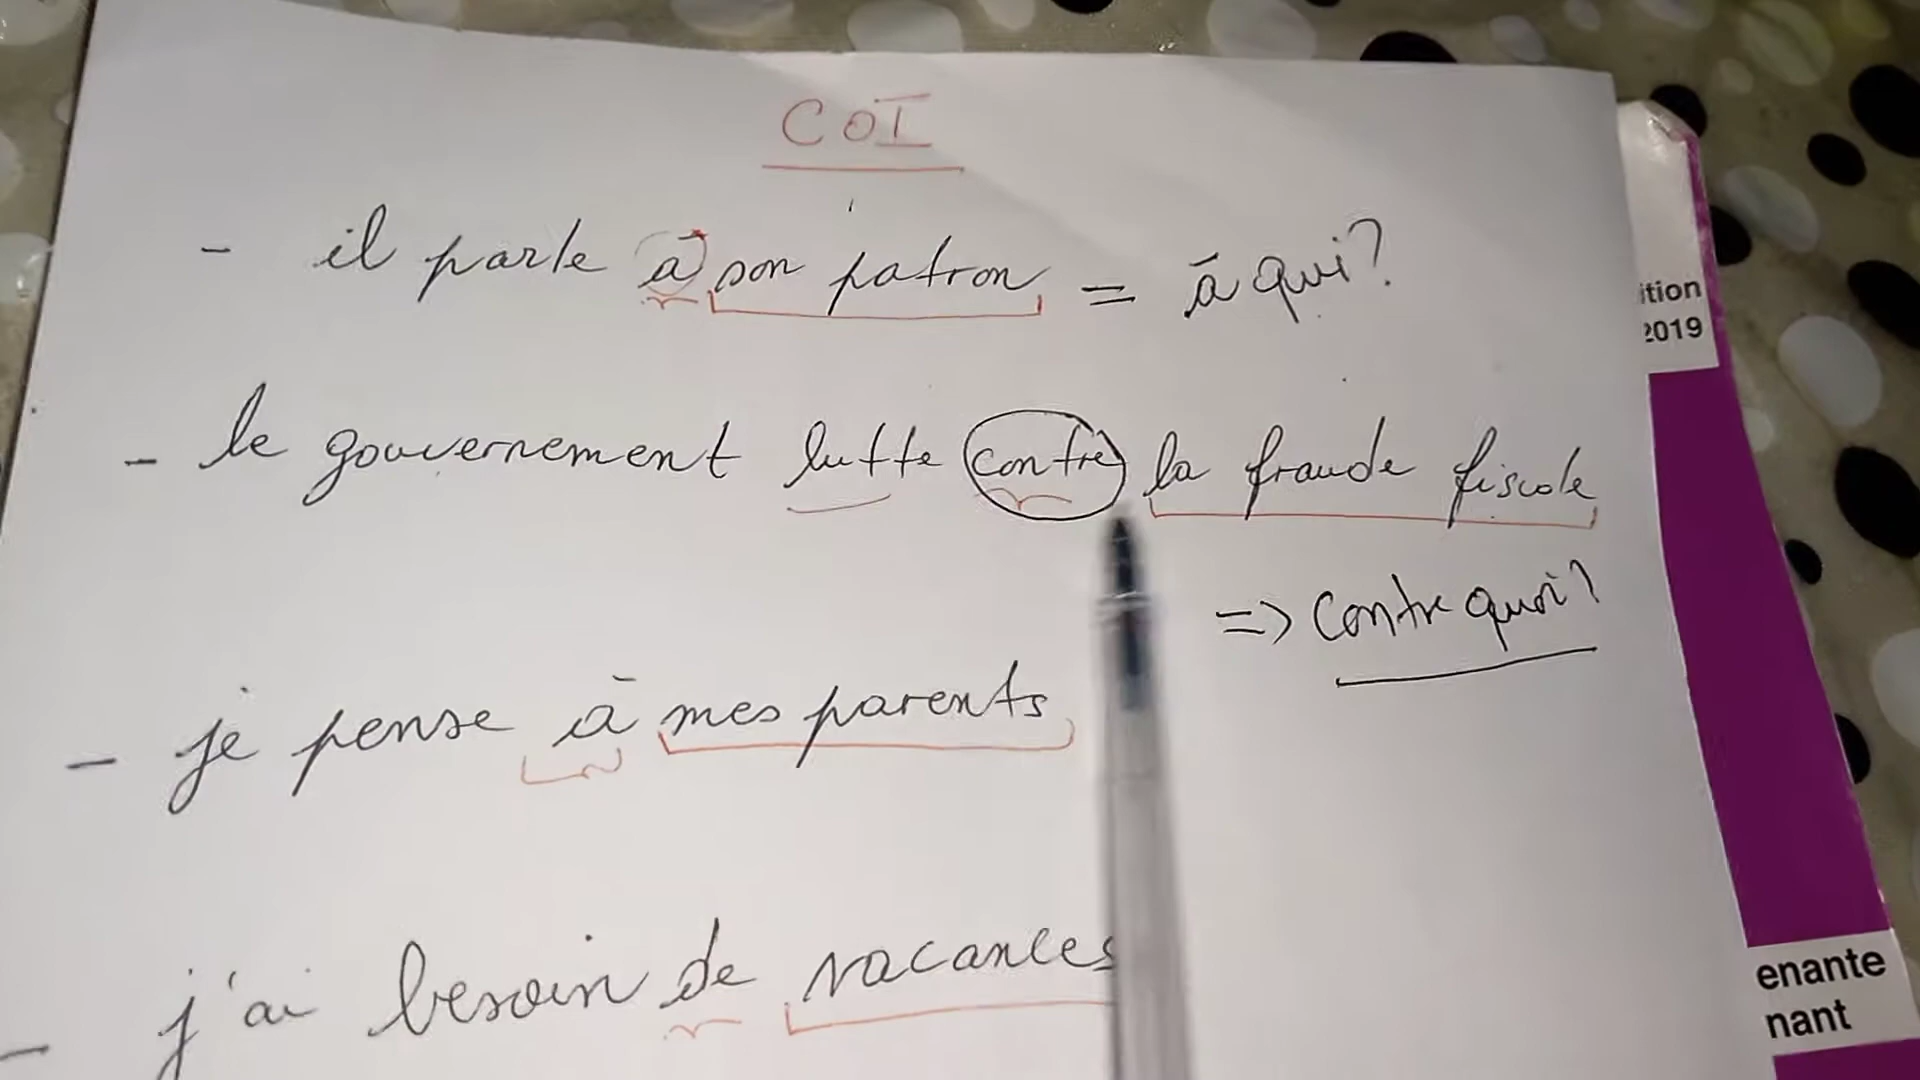 COI
- il parle à son patron = à qui?
- le gouvernement lutte contre la fraude fiscale
=> Contre quoi?
- je pense à mes parents
- j'ai besoin de vacances
ition
2019
enante
nant